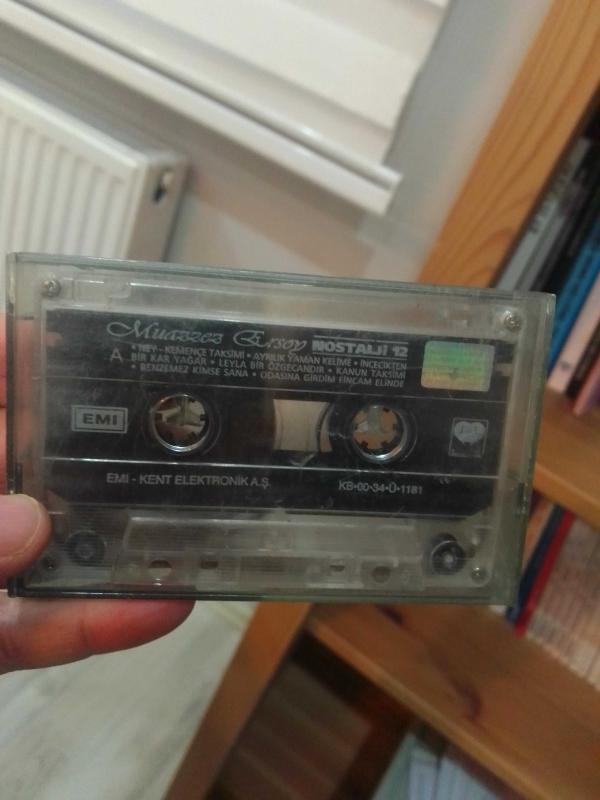 Muazzez Ersoy NOSTALJİ 12
A • NEY - KEMENÇE TAKSİMİ • AYRILIK YAMAN KELİME • İNCECİKTEN
BİR KAR YAĞAR • LEYLA BİR ÖZGECANDIR • KANUN TAKSİMİ
• BENZEMEZ KİMSE SANA • ODASINA GİRDİM FİNCAM ELİNDE
EMI
EMI - KENT ELEKTRONİK A.Ş.
KB•00-34-Ü•1181